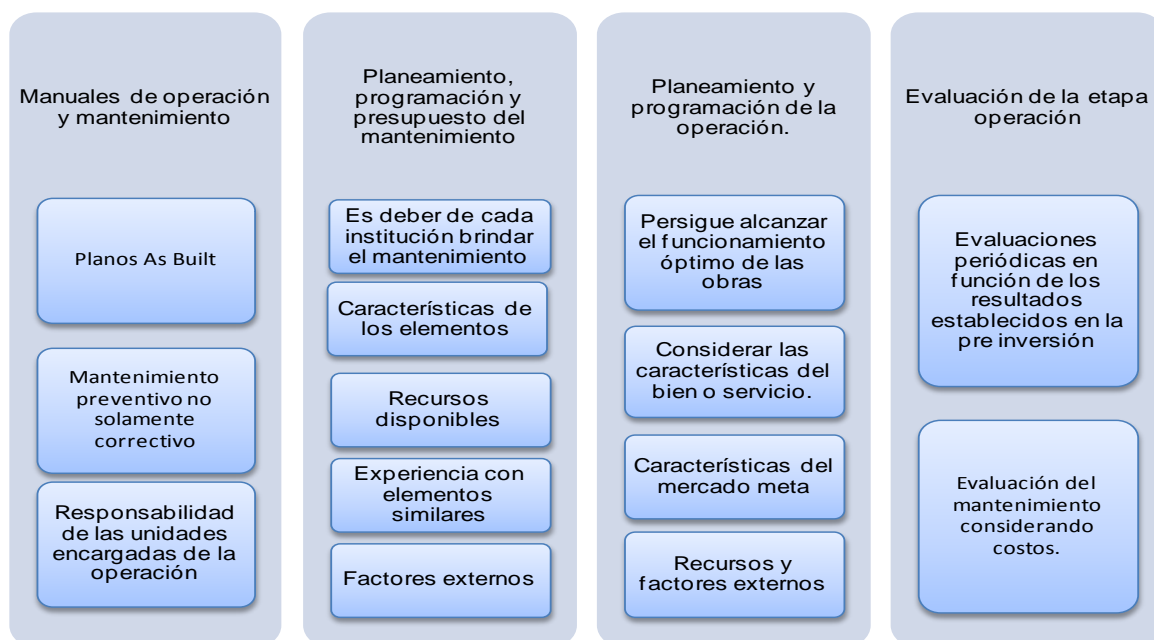 Manuales de operación
y mantenimiento
Planos As Built
Mantenimiento
preventivo no
solamente
correctivo
Responsabilidad
de las unidades
encargadas de la
operación
Planeamiento,
programación y
presupuesto del
mantenimiento
Es deber de cada
institución brindar
el mantenimiento
Característícas de
los elementos
Recursos
disponibles
Experiencia con
elementos
similares
Factores externos
Planeamiento y
programación de la
operación.
Persigue alcanzar
el funcionamiento
óptimo de las
obras
Considerar las
características del
bien o servicio.
Característícas del
mercado meta
Recursos y
factores externos
Evaluación de la etapa
operación
Evaluaciones
periódicas en
función de los
resultados
establecidos en la
pre inversión
Evaluación del
mantenimiento
considerando
costos.